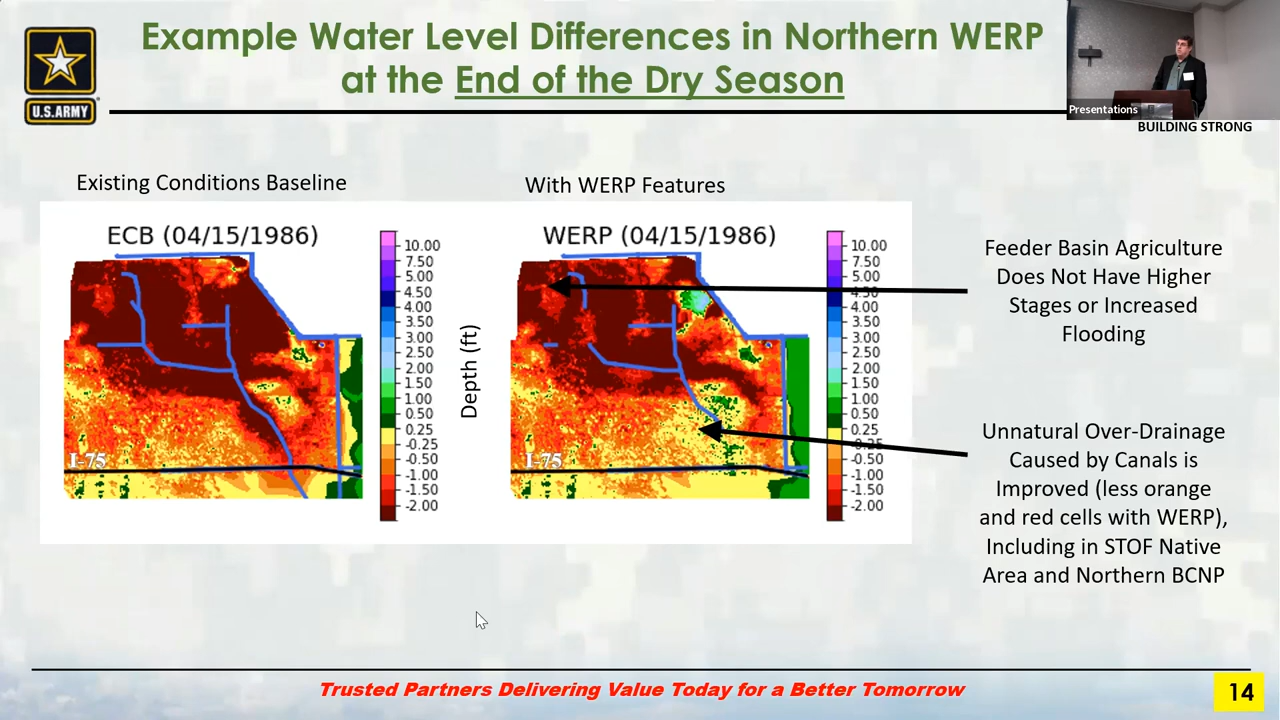 Example Water Level Differences in Northern WERP
at the End of the Dry Season
U.S.ARMY
Presentations
BUILDING STRONG
Existing Conditions Baseline
With WERP Features
ECB (04/15/1986)
10.00
7.50
5.00
4.00
3.50
3.00
2.50
2.00
1.50
1.00
0.50
0.25
-0.25
-0.50
-1.00
-1.50
-2.00
I-75
Depth (ft)
WERP (04/15/1986)
10.00
7.50
5.00
4.50
4.00
3.50
3.00
2.50
2.00
1.50
1.00
0.50
0.25
-0.25
-0.50
-1.00
-1.50
-2.00
I-75
Feeder Basin Agriculture
Does Not Have Higher
Stages or Increased
Flooding
Unnatural Over-Drainage
Caused by Canals is
Improved (less orange
and red cells with WERP),
Including in STOF Native
Area and Northern BCNP
Trusted Partners Delivering Value Today for a Better Tomorrow
14